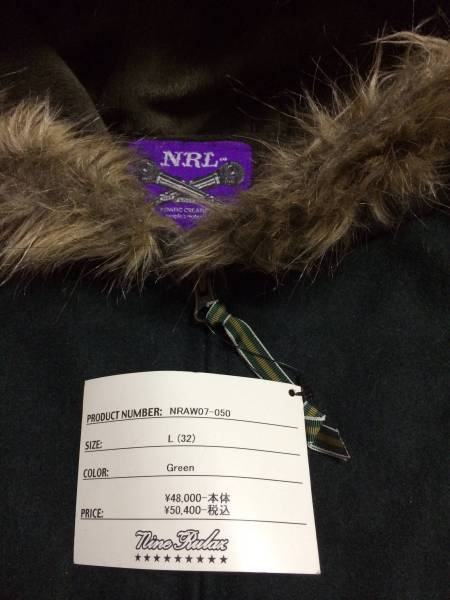 NRL
PRODUCT NUMBER: NRAW07-050
SIZE: L (32)
COLOR: Green
¥48,000-本体
PRICE: ¥50,400-税込
Nine Rulaz